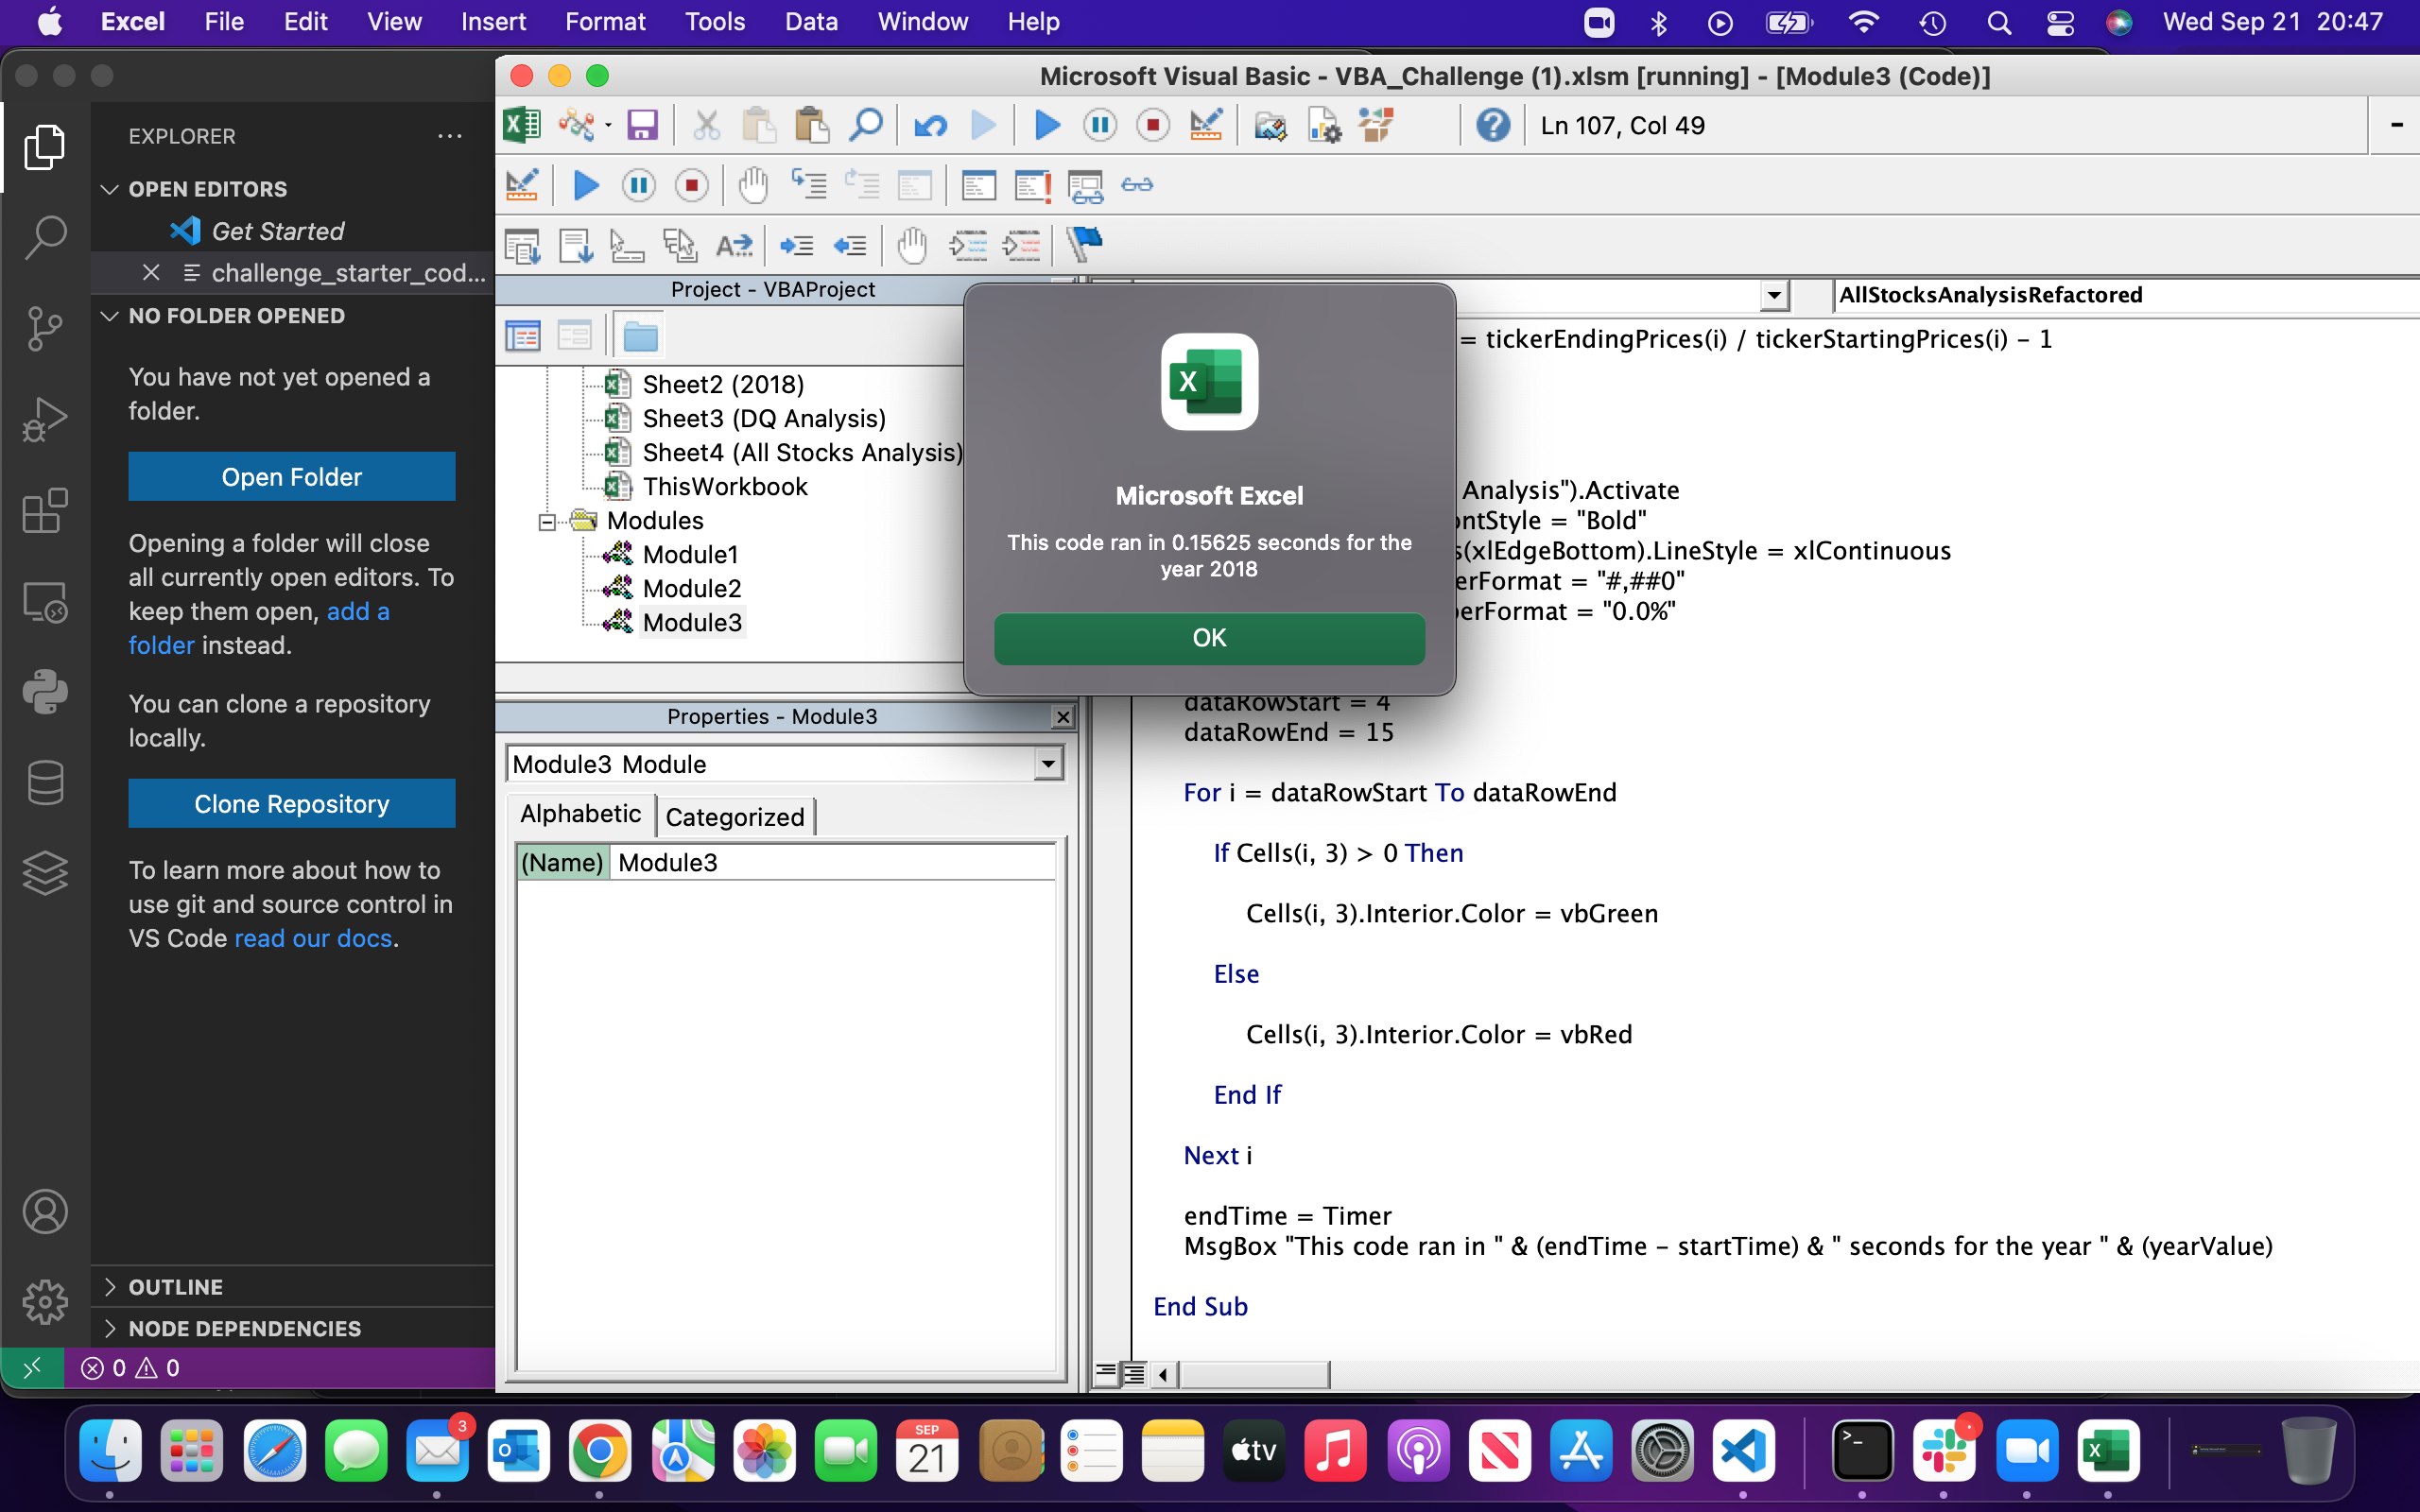 Excel File Edit View Insert Format Tools Data Window Help Wed Sep 21 20:47
EXPLORER
OPEN EDITORS
Get Started
challenge_starter_cod...
NO FOLDER OPENED
You have not yet opened a
folder.
Open Folder
Opening a folder will close
all currently open editors. To
keep them open, add a
folder instead.
You can clone a repository
locally.
Clone Repository
To learn more about how to
use git and source control in
VS Code read our docs.
OUTLINE
NODE DEPENDENCIES
0 0
Microsoft Visual Basic - VBA_Challenge (1).xlsm [running] - [Module3 (Code)]
Ln 107, Col 49
Project - VBAProject
Sheet2 (2018)
Sheet3 (DQ Analysis)
Sheet4 (All Stocks Analysis)
ThisWorkbook
Modules
Module1
Module2
Module3
Properties - Module3
Module3 Module
Alphabetic Categorized
(Name) Module3
Microsoft Excel
This code ran in 0.15625 seconds for the
year 2018
OK
AllStocksAnalysisRefactored
= tickerEndingPrices(i) / tickerStartingPrices(i) - 1
Analysis").Activate
ontStyle = "Bold"
s(xlEdgeBottom).LineStyle = xlContinuous
erFormat = "#,##0"
berFormat = "0.0%"
dataRowStart = 4
dataRowEnd = 15
For i = dataRowStart To dataRowEnd
If Cells(i, 3) > 0 Then
Cells(i, 3).Interior.Color = vbGreen
Else
Cells(i, 3).Interior.Color = vbRed
End If
Next i
endTime = Timer
MsgBox "This code ran in " & (endTime - startTime) & " seconds for the year " & (yearValue)
End Sub
3
SEP
21
tv